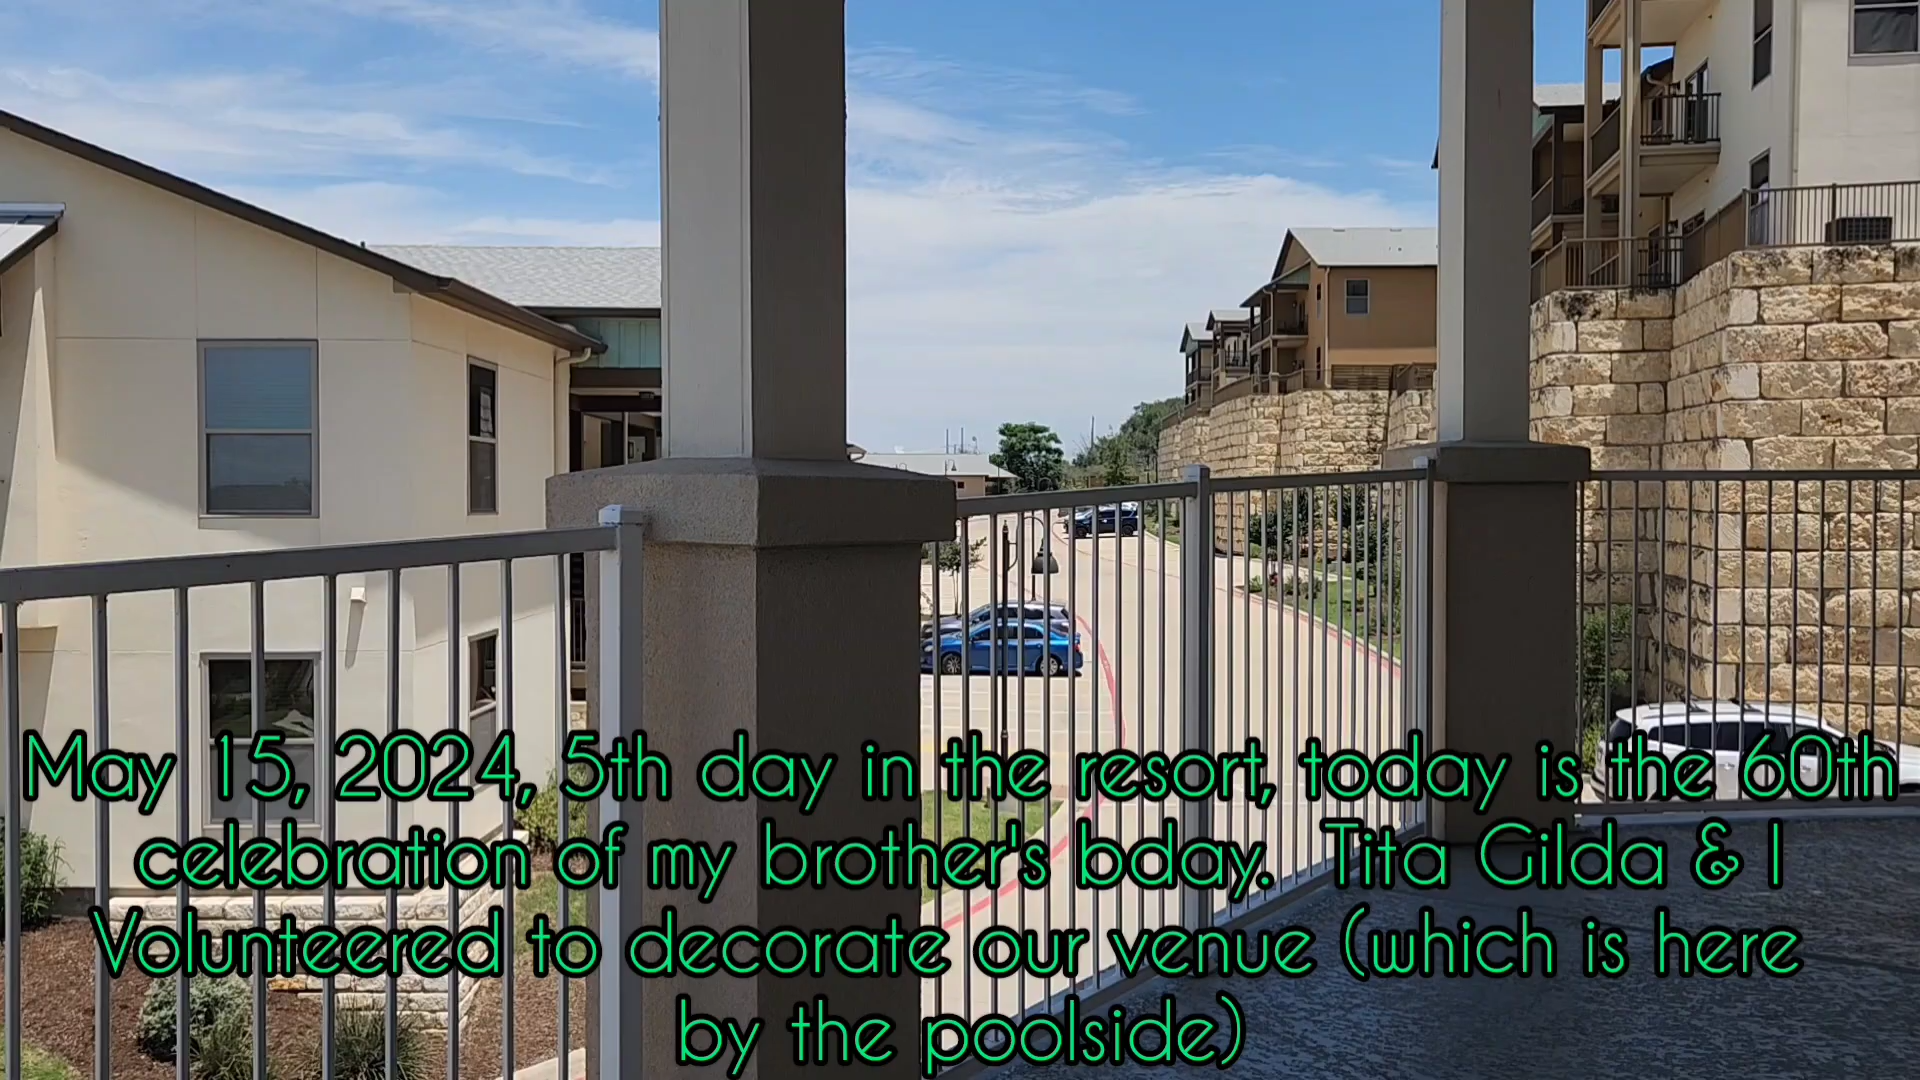 May 15, 2024, 5th day in the resort, today is the 60th
celebration of my brother's bday. Tita Gilda & I
Volunteered to decorate our venue (which is here
by the poolside)